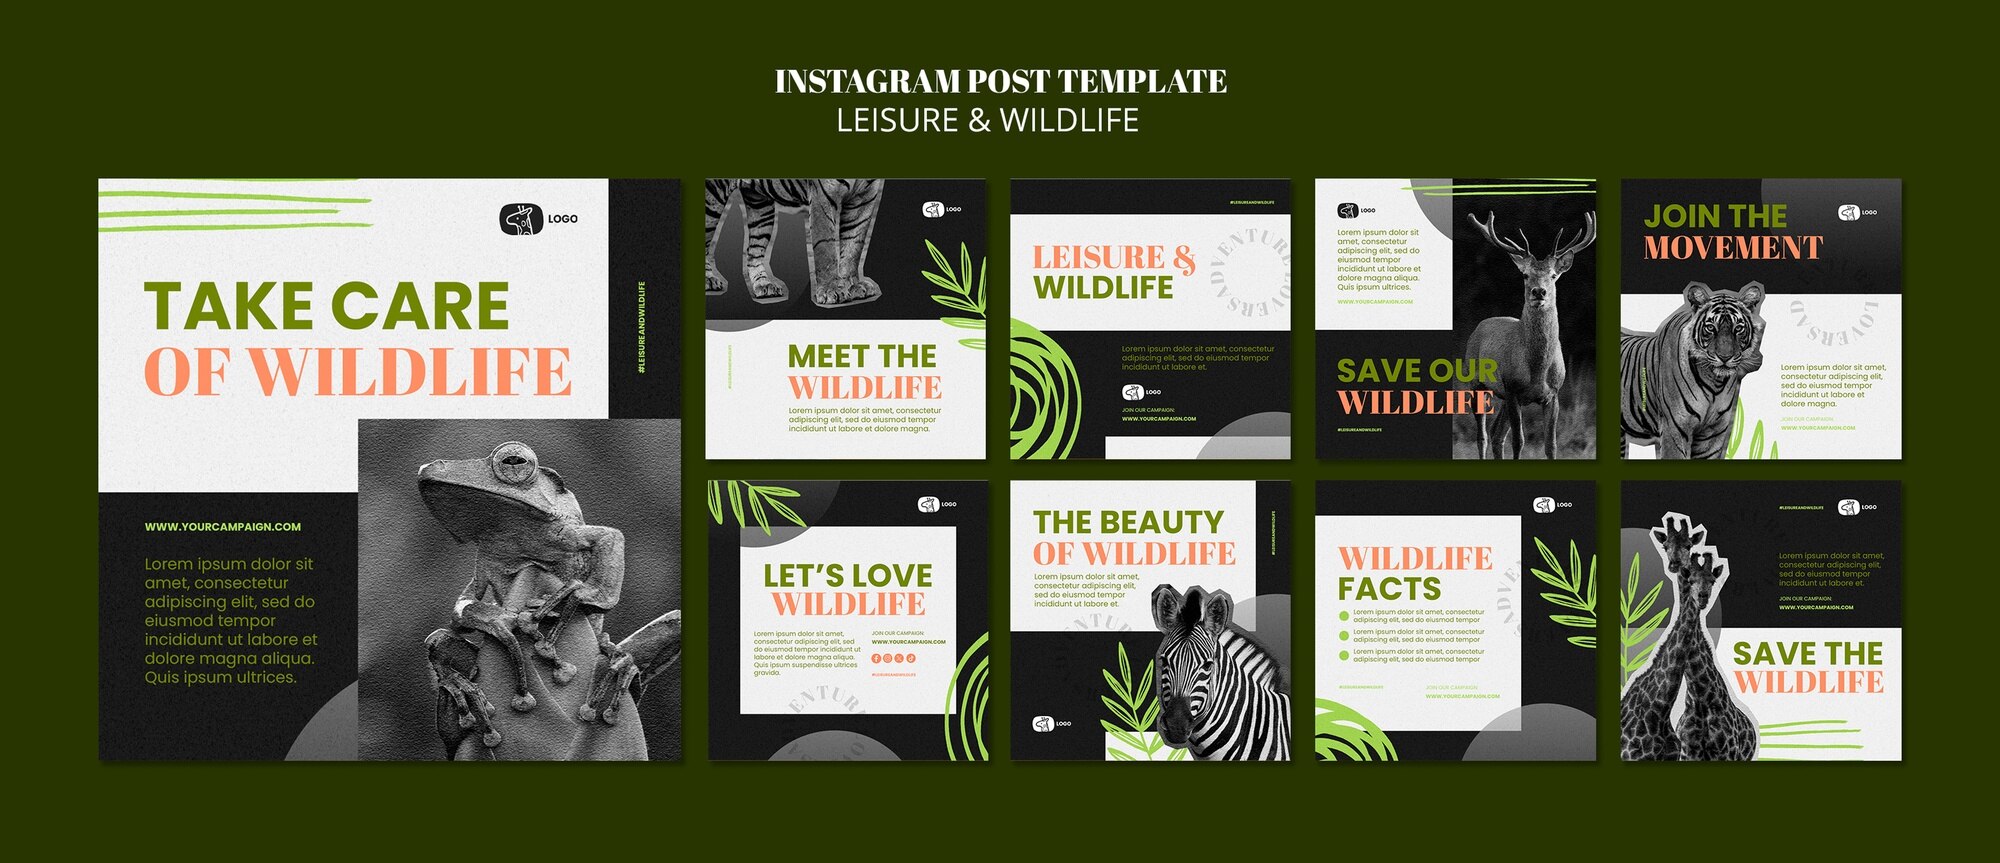 INSTAGRAM POST TEMPLATE
LEISURE & WILDLIFE
LOGO
TAKE CARE
OF WILDLIFE
#LEISUREANDWILDLIFE
WWW.YOURCAMPAIGN.COM
Lorem ipsum dolor sit
amet, consectetur
adipiscing elit, sed do
eiusmod tempor
incididunt ut labore et
dolore magna aliqua.
Quis ipsum ultrices.
LOGO
#LEISUREANDWILDLIFE
MEET THE
WILDLIFE
Lorem ipsum dolor sit amet, consectetur
adipiscing elit, sed do eiusmod tempor
incididunt ut labore et dolore magna.
#LEISUREANDWILDLIFE
LEISURE &
WILDLIFE
ADVENTURE LOVERS
Lorem ipsum dolor sit amet, consectetur
adipiscing elit, sed do eiusmod tempor
incididunt ut labore et.
LOGO
JOIN OUR CAMPAIGN:
WWW.YOURCAMPAIGN.COM
LOGO
Lorem ipsum dolor sit
amet, consectetur
adipiscing elit, sed do
eiusmod tempor
incididunt ut labore et
dolore magna aliqua.
Quis ipsum ultrices.
WWW.YOURCAMPAIGN.COM
SAVE OUR
WILDLIFE
#LEISUREANDWILDLIFE
JOIN THE
MOVEMENT
LOGO
LOVERS AD
Lorem ipsum dolor sit
amet, consectetur
adipiscing elit, sed do
eiusmod tempor
incididunt ut labore et
dolore magna.
JOIN OUR CAMPAIGN:
WWW.YOURCAMPAIGN.COM
LOGO
LET'S LOVE
WILDLIFE
Lorem ipsum dolor sit amet,
consectetur adipiscing elit, sed
do eiusmod tempor incididunt ut
labore et dolore magna aliqua.
Quis ipsum suspendisse ultrices
gravida.
JOIN OUR CAMPAIGN:
WWW.YOURCAMPAIGN.COM
#LEISUREANDWILDLIFE
THE BEAUTY
OF WILDLIFE
#LEISUREANDWILDLIFE
Lorem ipsum dolor sit amet,
consectetur adipiscing elit,
sed do eiusmod tempor
incididunt ut labore et.
LOGO
LOGO
WILDLIFE
FACTS
Lorem ipsum dolor sit amet, consectetur
adipiscing elit, sed do eiusmod tempor
Lorem ipsum dolor sit amet, consectetur
adipiscing elit, sed do eiusmod tempor
Lorem ipsum dolor sit amet, consectetur
adipiscing elit, sed do eiusmod tempor
#LEISUREANDWILDLIFE
JOIN OUR CAMPAIGN:
WWW.YOURCAMPAIGN.COM
#LEISUREANDWILDLIFE
LOGO
Lorem ipsum dolor sit amet,
consectetur adipiscing elit,
sed do eiusmod tempor
incididunt ut labore et.
JOIN OUR CAMPAIGN:
WWW.YOURCAMPAIGN.COM
SAVE THE
WILDLIFE